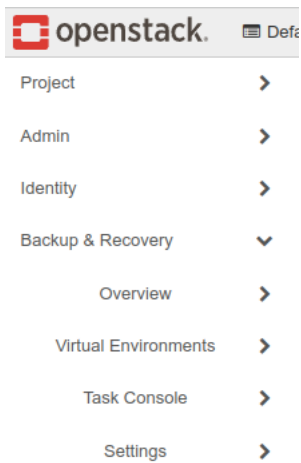 openstack. Defa
Project
Admin
Identity
Backup & Recovery
Overview
Virtual Environments
Task Console
Settings